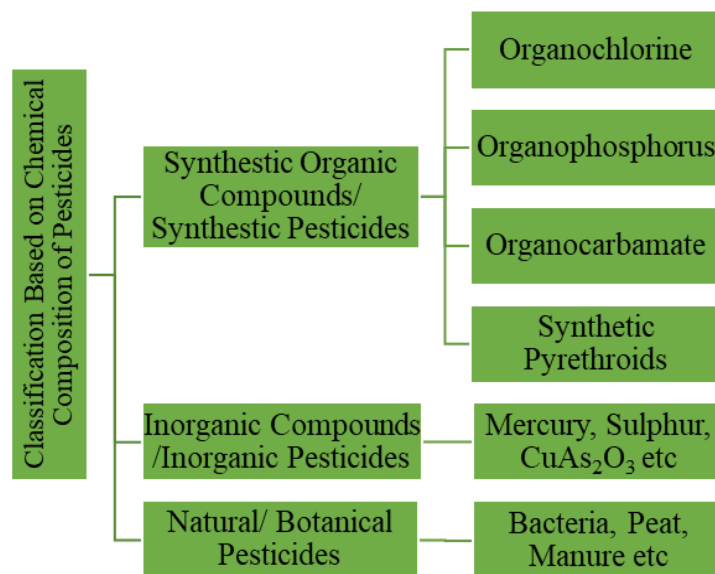 Classification Based on Chemical
Composition of Pesticides
Synthestic Organic
Compounds/
Synthestic Pesticides
Organochlorine
Organophosphorus
Organocarbamate
Synthetic
Pyrethroids
Inorganic Compounds
/Inorganic Pesticides
Mercury, Sulphur,
CuAs₂O₃ etc
Natural/ Botanical
Pesticides
Bacteria, Peat,
Manure etc